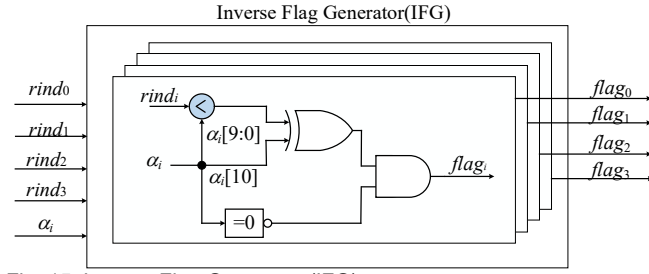 Inverse Flag Generator(IFG)
rind0
rind1
rind2
rind3
αi
rindi
<
αi[9:0]
αi
αi[10]
=0
flagi
flag0
flag1
flag2
flag3